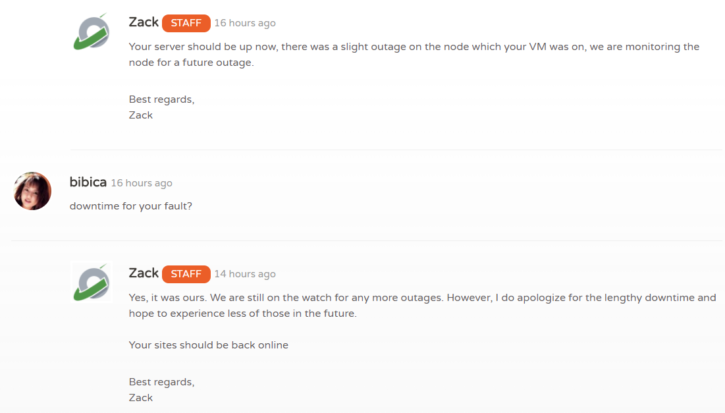 Zack STAFF 16 hours ago
Your server should be up now, there was a slight outage on the node which your VM was on, we are monitoring the
node for a future outage.
Best regards,
Zack
bibica 16 hours ago
downtime for your fault?
Zack STAFF 14 hours ago
Yes, it was ours. We are still on the watch for any more outages. However, I do apologize for the lengthy downtime and
hope to experience less of those in the future.
Your sites should be back online
Best regards,
Zack